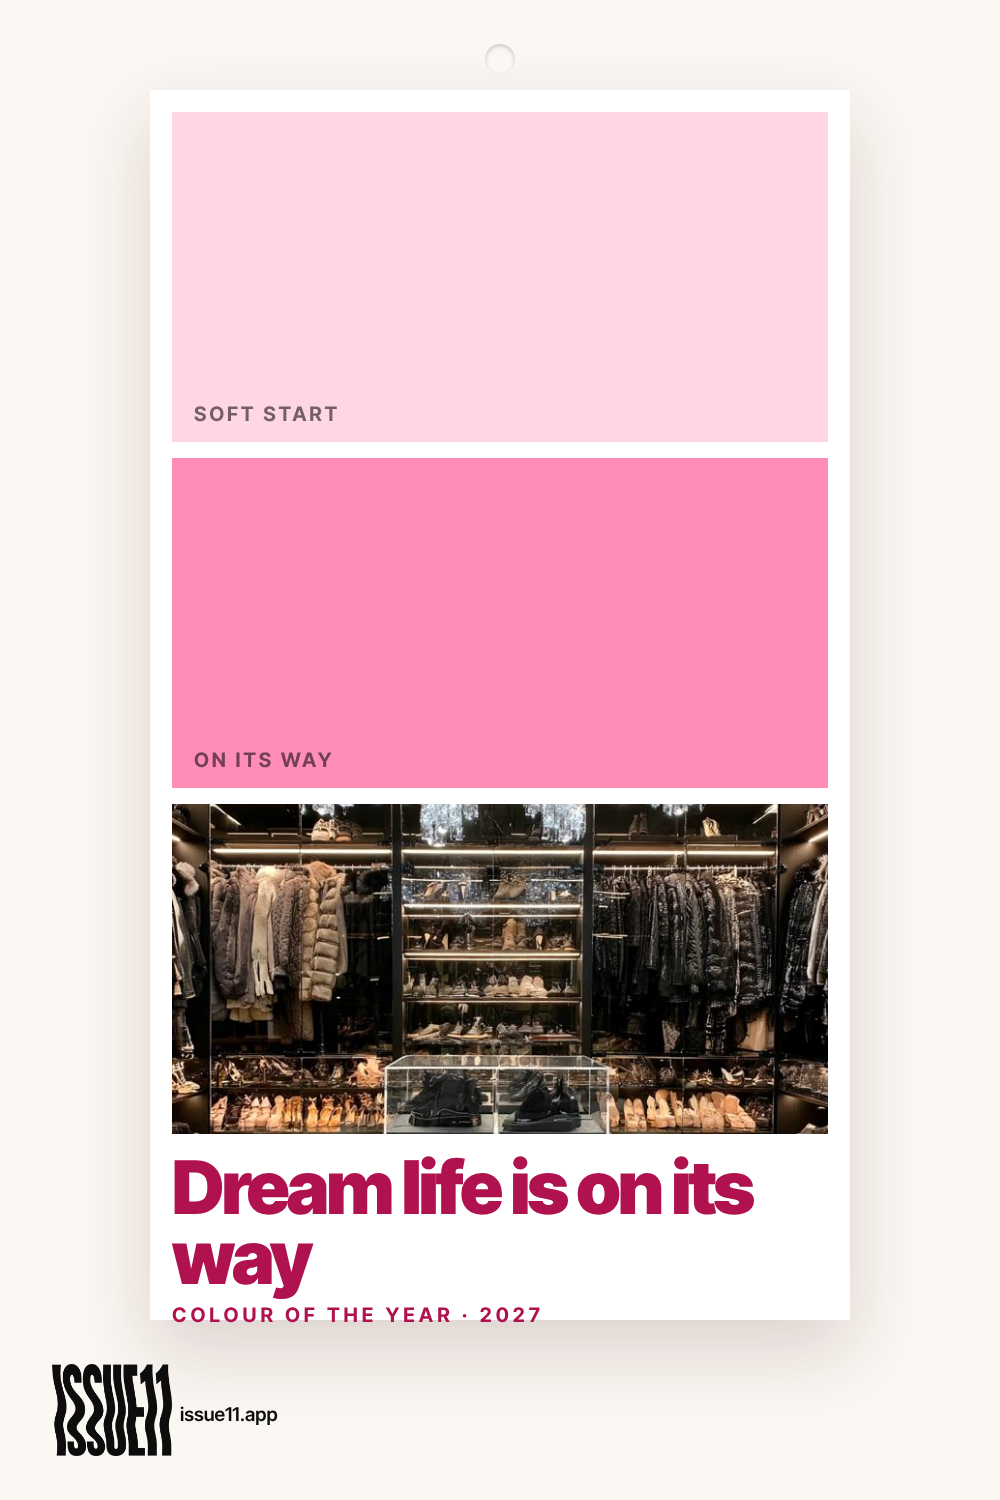 SOFT START
ON ITS WAY
Dream life is on its
way
COLOUR OF THE YEAR · 2027
ISSUE11
issue11.app